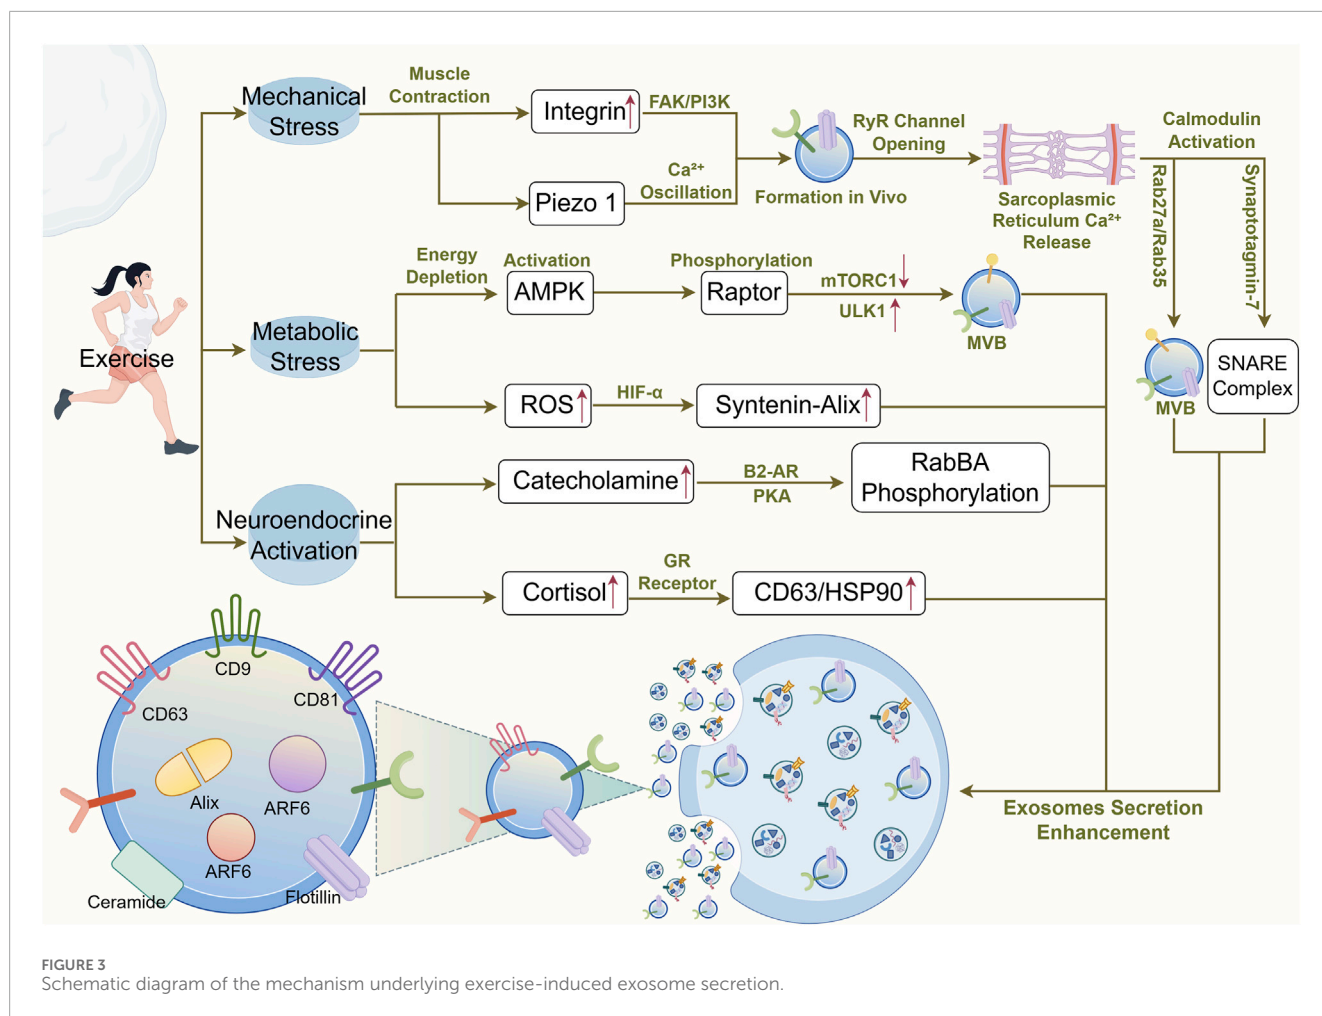 Mechanical
Stress
Muscle
Contraction
Integrin
FAK/PI3K
Piezo 1
Ca²⁺
Oscillation
Formation in Vivo
RyR Channel
Opening
Sarcoplasmic
Reticulum Ca²⁺
Release
Calmodulin
Activation
Rab27a/Rab35
Synaptotagmin-7
MVB
SNARE
Complex
Exercise
Metabolic
Stress
Energy
Depletion
Activation
AMPK
Phosphorylation
Raptor
mTORC1
ULK1
MVB
ROS
HIF-α
Syntenin-Alix
Neuroendocrine
Activation
Catecholamine
B2-AR
PKA
RabBA
Phosphorylation
Cortisol
GR
Receptor
CD63/HSP90
Exosomes Secretion
Enhancement
CD9
CD63
CD81
Alix
ARF6
ARF6
Ceramide
Flotillin
FIGURE 3
Schematic diagram of the mechanism underlying exercise-induced exosome secretion.